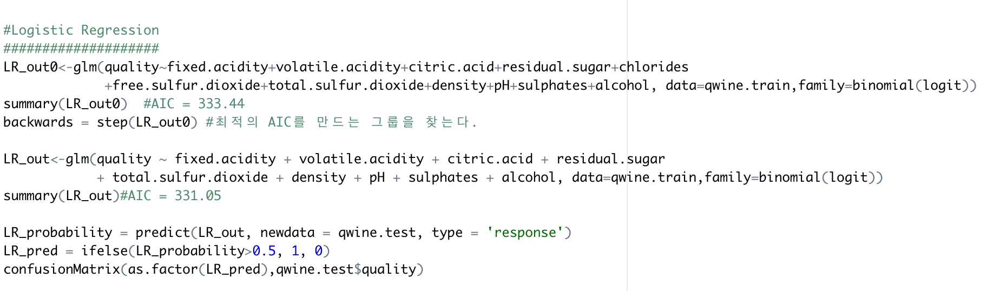 #Logistic Regression
####################
LR_out0<-glm(quality~fixed.acidity+volatile.acidity+citric.acid+residual.sugar+chlorides
+free.sulfur.dioxide+total.sulfur.dioxide+density+pH+sulphates+alcohol, data=qwine.train,family=binomial(logit))
summary(LR_out0)  #AIC = 333.44
backwards = step(LR_out0) #최적의 AIC를 만드는 그룹을 찾는다.
LR_out<-glm(quality ~ fixed.acidity + volatile.acidity + citric.acid + residual.sugar
+ total.sulfur.dioxide + density + pH + sulphates + alcohol, data=qwine.train,family=binomial(logit))
summary(LR_out)#AIC = 331.05
LR_probability = predict(LR_out, newdata = qwine.test, type = 'response')
LR_pred = ifelse(LR_probability>0.5, 1, 0)
confusionMatrix(as.factor(LR_pred),qwine.test$quality)